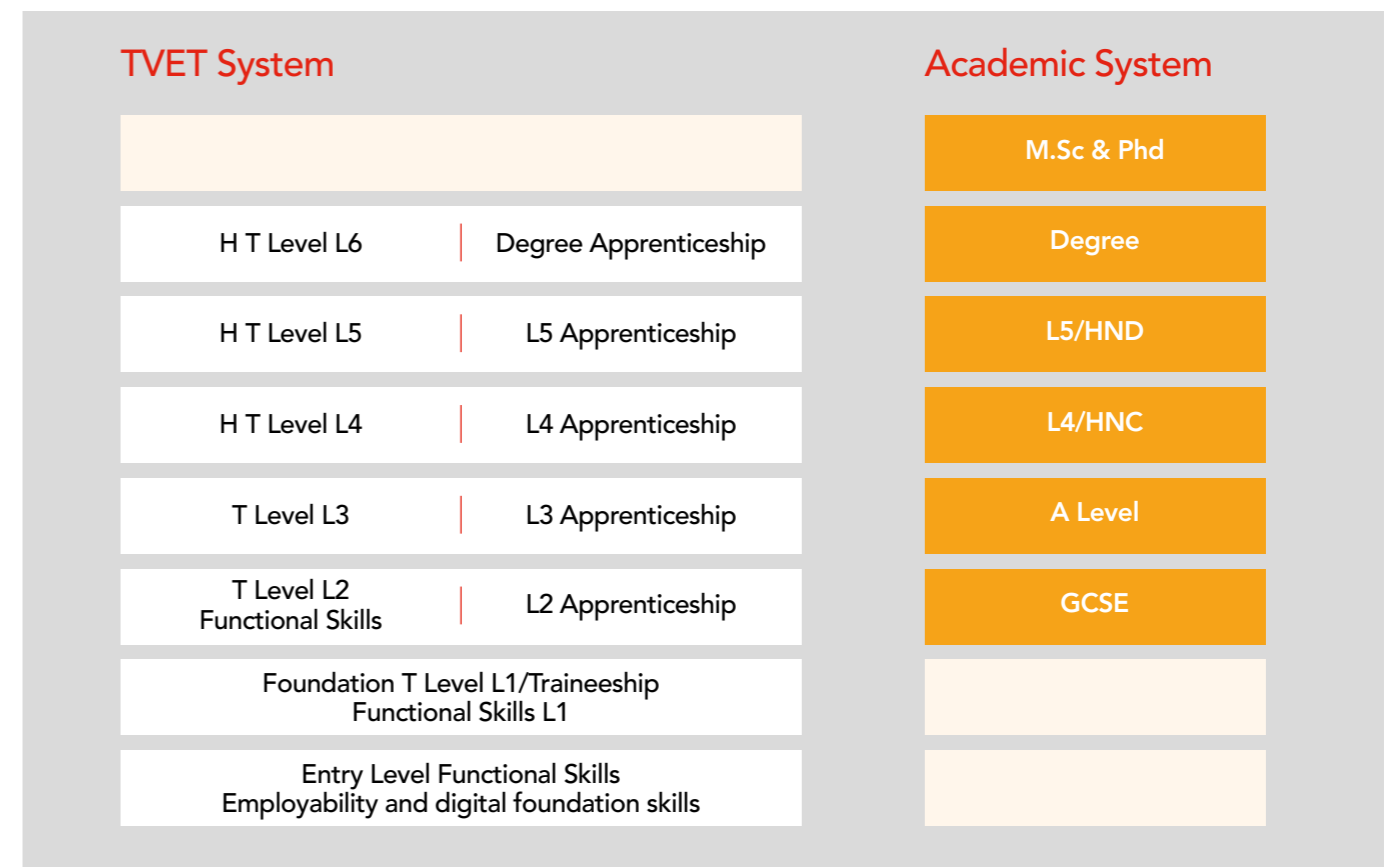 TVET System
Academic System
M.Sc & Phd
H T Level L6
Degree Apprenticeship
Degree
H T Level L5
L5 Apprenticeship
L5/HND
H T Level L4
L4 Apprenticeship
L4/HNC
T Level L3
L3 Apprenticeship
A Level
T Level L2
Functional Skills
L2 Apprenticeship
GCSE
Foundation T Level L1/Traineeship
Functional Skills L1
Entry Level Functional Skills
Employability and digital foundation skills